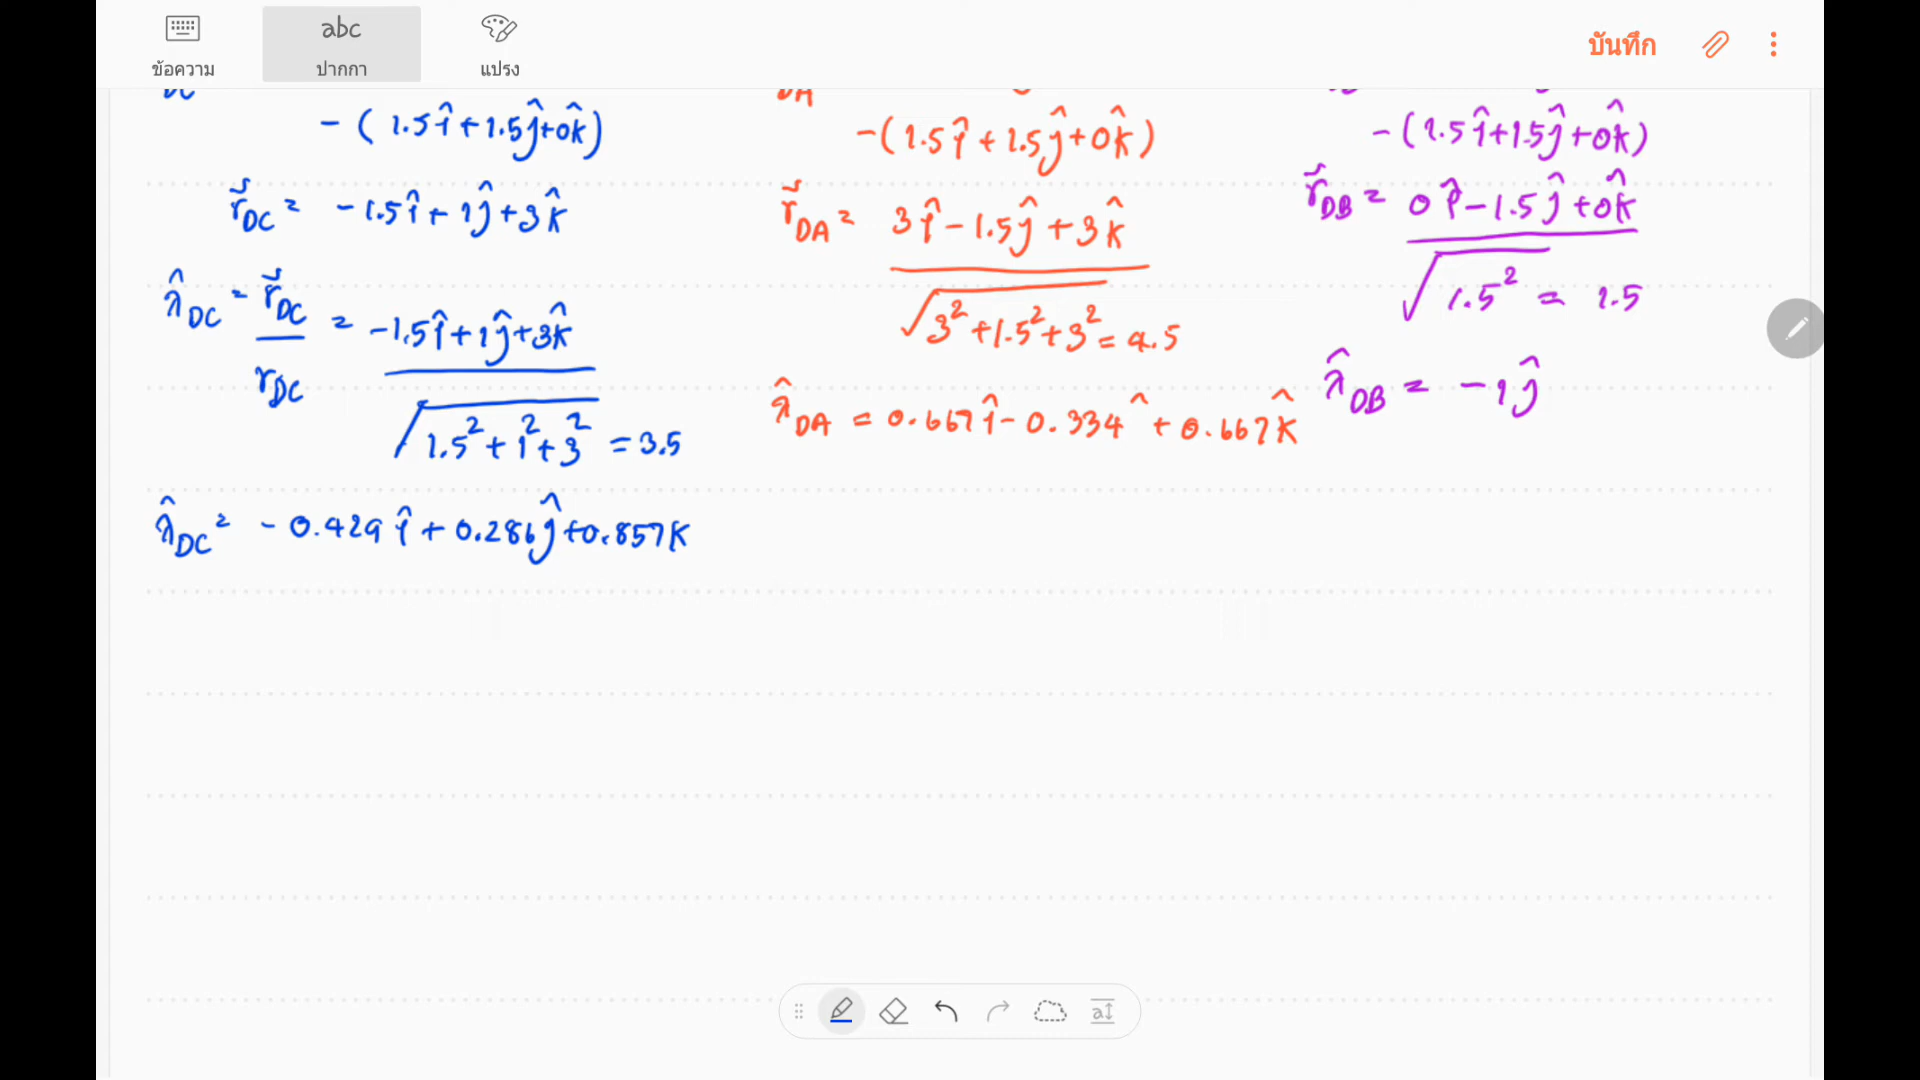 abc
ข้อความ ปากกา แปรง
บันทึก
DC
- ( 1.5î + 1.5ĵ + 0k̂ )
r⃗DC = - 1.5î + 1ĵ + 3k̂
λ̂DC = r⃗DC / rDC = -1.5î + 1ĵ + 3k̂ / √1.5² + 1² + 3² = 3.5
λ̂DC = - 0.429î + 0.286ĵ + 0.857k
DA
-( 1.5î + 1.5ĵ + 0k̂ )
r⃗DA = 3î - 1.5ĵ + 3k̂
√3² + 1.5² + 3² = 4.5
λ̂DA = 0.667î - 0.334 ̂ + 0.667k̂
- ( 1.5î + 1.5ĵ + 0k̂ )
r⃗DB = 0î - 1.5ĵ + 0k̂
√1.5² = 1.5
λ̂DB = - 1ĵ